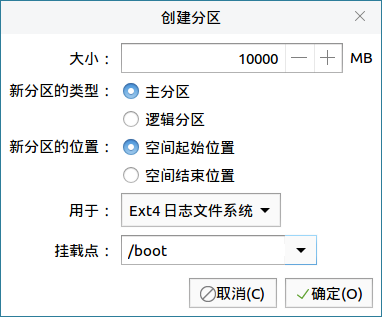 创建分区
大小： 10000 MB
新分区的类型： 主分区
逻辑分区
新分区的位置： 空间起始位置
空间结束位置
用于： Ext4 日志文件系统
挂载点： /boot
取消(C) 确定(O)